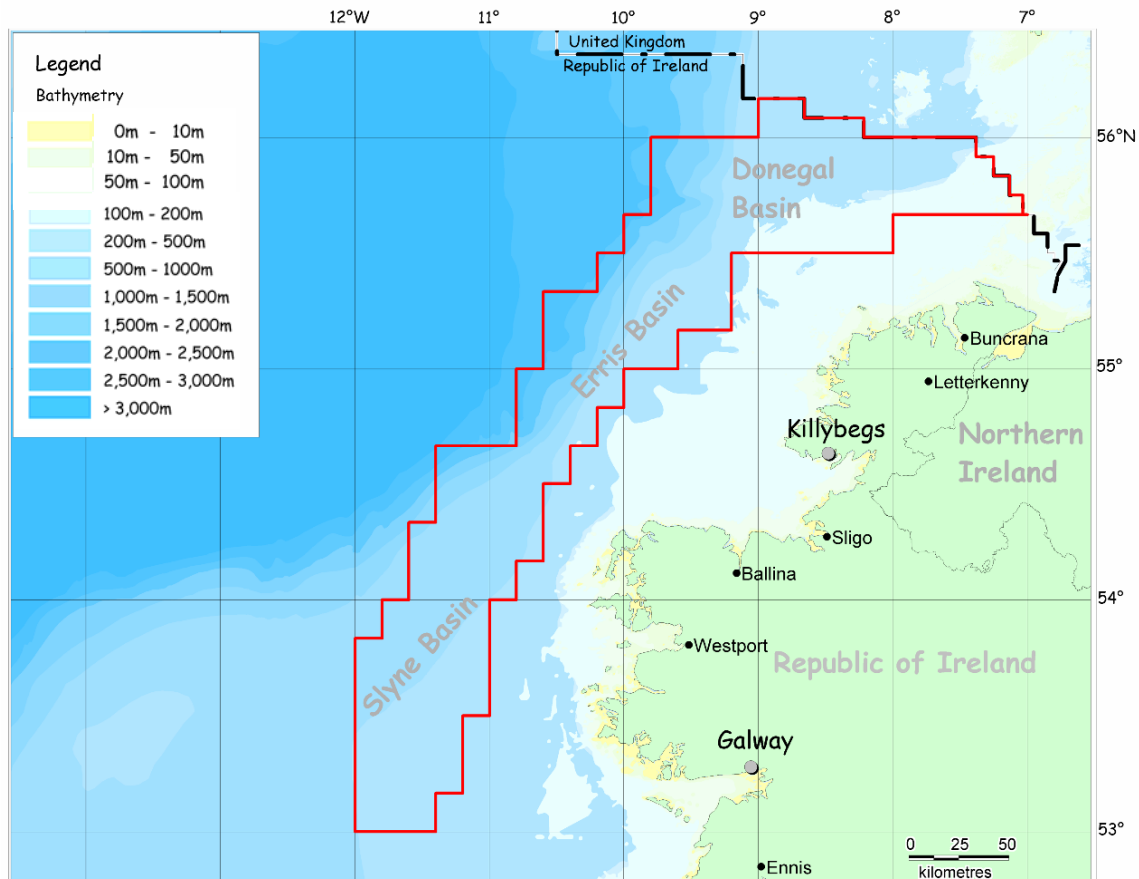 12°W 11° 10° 9° 8° 7°
United Kingdom
Republic of Ireland
Legend
Bathymetry
0m - 10m
10m - 50m
50m - 100m
100m - 200m
200m - 500m
500m - 1000m
1,000m - 1,500m
1,500m - 2,000m
2,000m - 2,500m
2,500m - 3,000m
> 3,000m
56°N
Donegal
Basin
Erris Basin
Buncrana
55°
Letterkenny
Killybegs
Northern
Ireland
Sligo
Ballina
54°
Slyne Basin
Westport
Republic of Ireland
Galway
53°
0 25 50
kilometres
Ennis